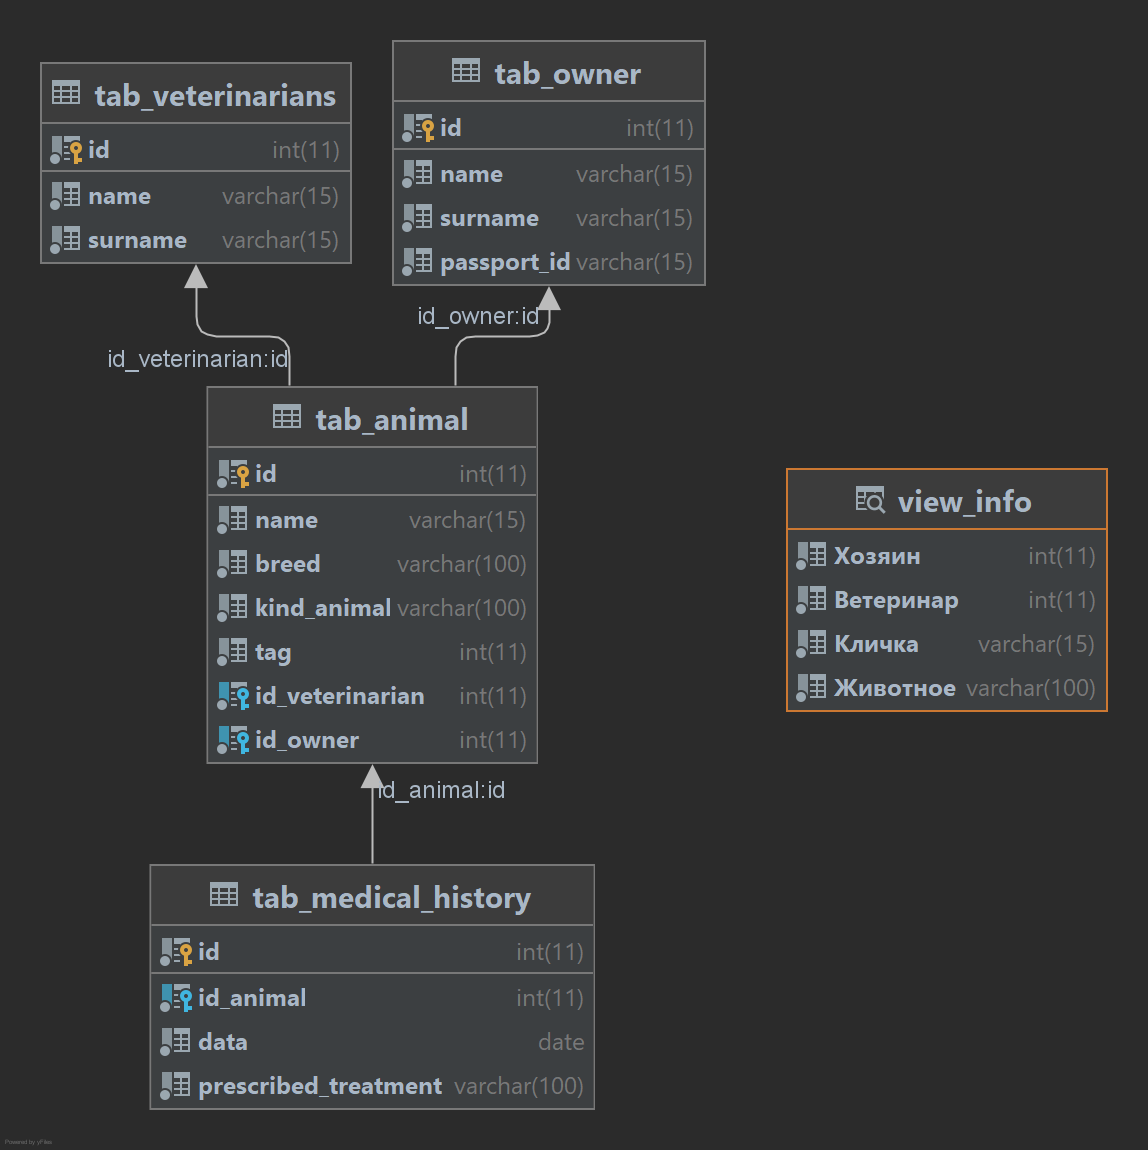 tab_veterinarians
id int(11)
name varchar(15)
surname varchar(15)
tab_owner
id int(11)
name varchar(15)
surname varchar(15)
passport_id varchar(15)
id_veterinarian:id
id_owner:id
tab_animal
id int(11)
name varchar(15)
breed varchar(100)
kind_animal varchar(100)
tag int(11)
id_veterinarian int(11)
id_owner int(11)
view_info
Хозяин int(11)
Ветеринар int(11)
Кличка varchar(15)
Животное varchar(100)
id_animal:id
tab_medical_history
id int(11)
id_animal int(11)
data date
prescribed_treatment varchar(100)
Powered by yFiles